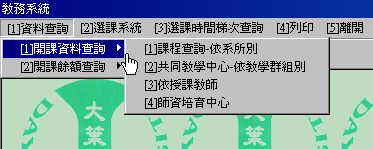 教務系統
[1]資料查詢 [2]選課系統 [3]選課時間梯次查詢 [4]列印 [5]離開
[1]開課資料查詢
[2]開課餘額查詢
[1]課程查詢-依系所別
[2]共同教學中心-依教學群組別
[3]依授課教師
[4]師資培育中心
大葉
大葉